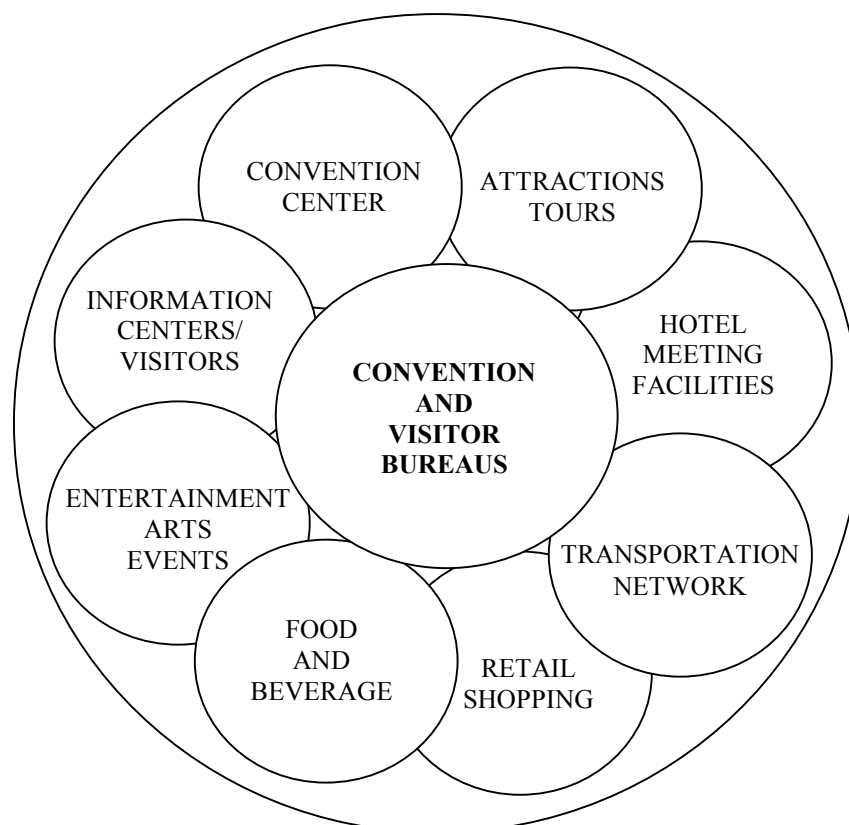 CONVENTION
CENTER
ATTRACTIONS
TOURS
INFORMATION
CENTERS/
VISITORS
HOTEL
MEETING
FACILITIES
CONVENTION
AND
VISITOR
BUREAUS
ENTERTAINMENT
ARTS
EVENTS
TRANSPORTATION
NETWORK
FOOD
AND
BEVERAGE
RETAIL
SHOPPING